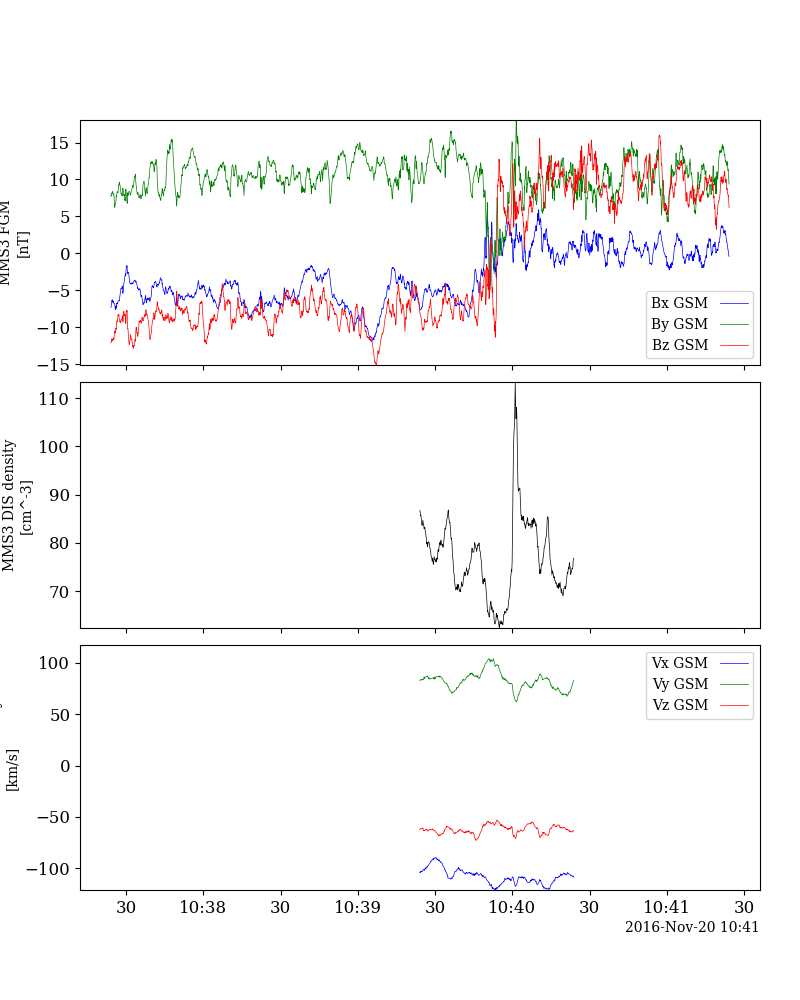 15
10
5
0
−5
−10
−15
MMS3 FGM
[nT]
Bx GSM
By GSM
Bz GSM
110
100
90
80
70
MMS3 DIS density
[cm^-3]
100
50
0
−50
−100
[km/s]
Vx GSM
Vy GSM
Vz GSM
30 10:38 30 10:39 30 10:40 30 10:41 30
2016-Nov-20 10:41